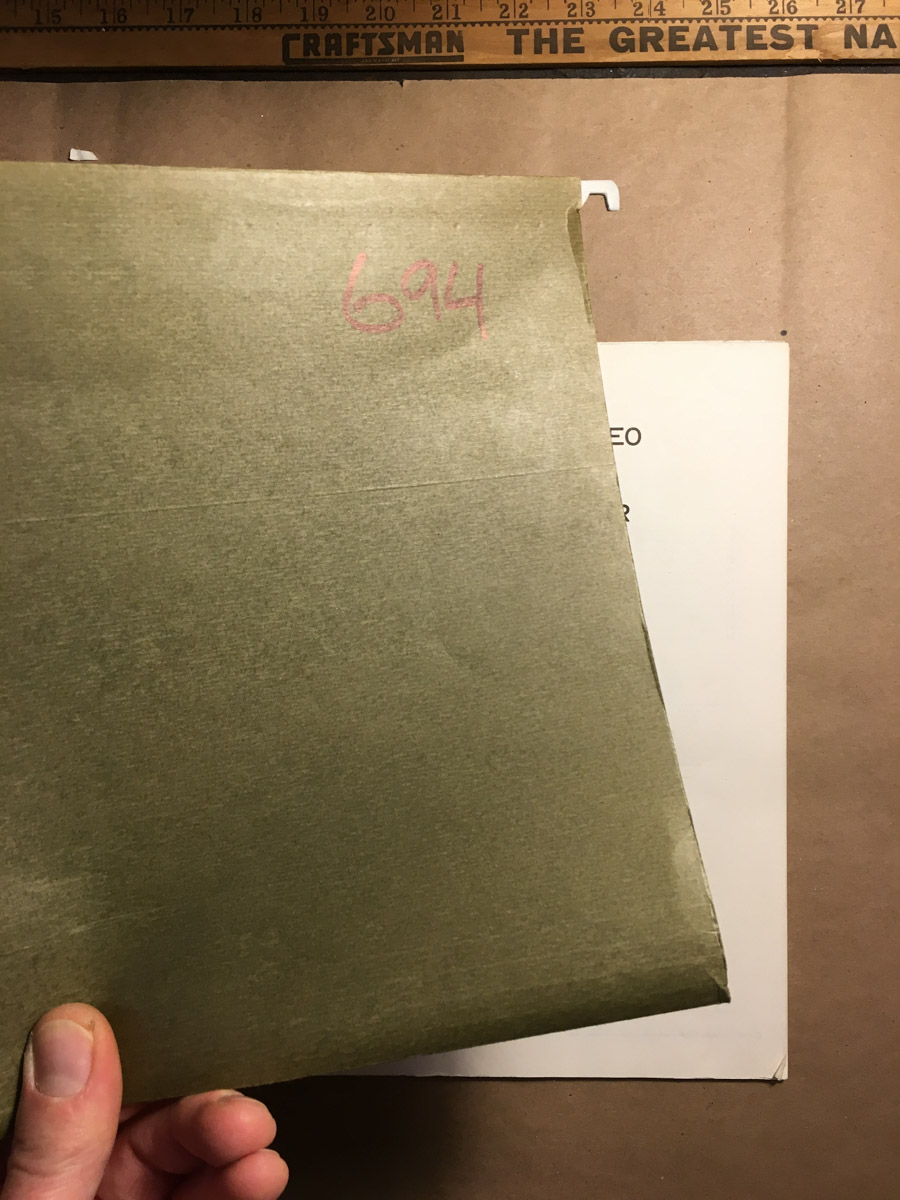 15 16 17 18 19 20 21 22 23 24 25 26 27
CRAFTSMAN THE GREATEST NA
694
EO
R